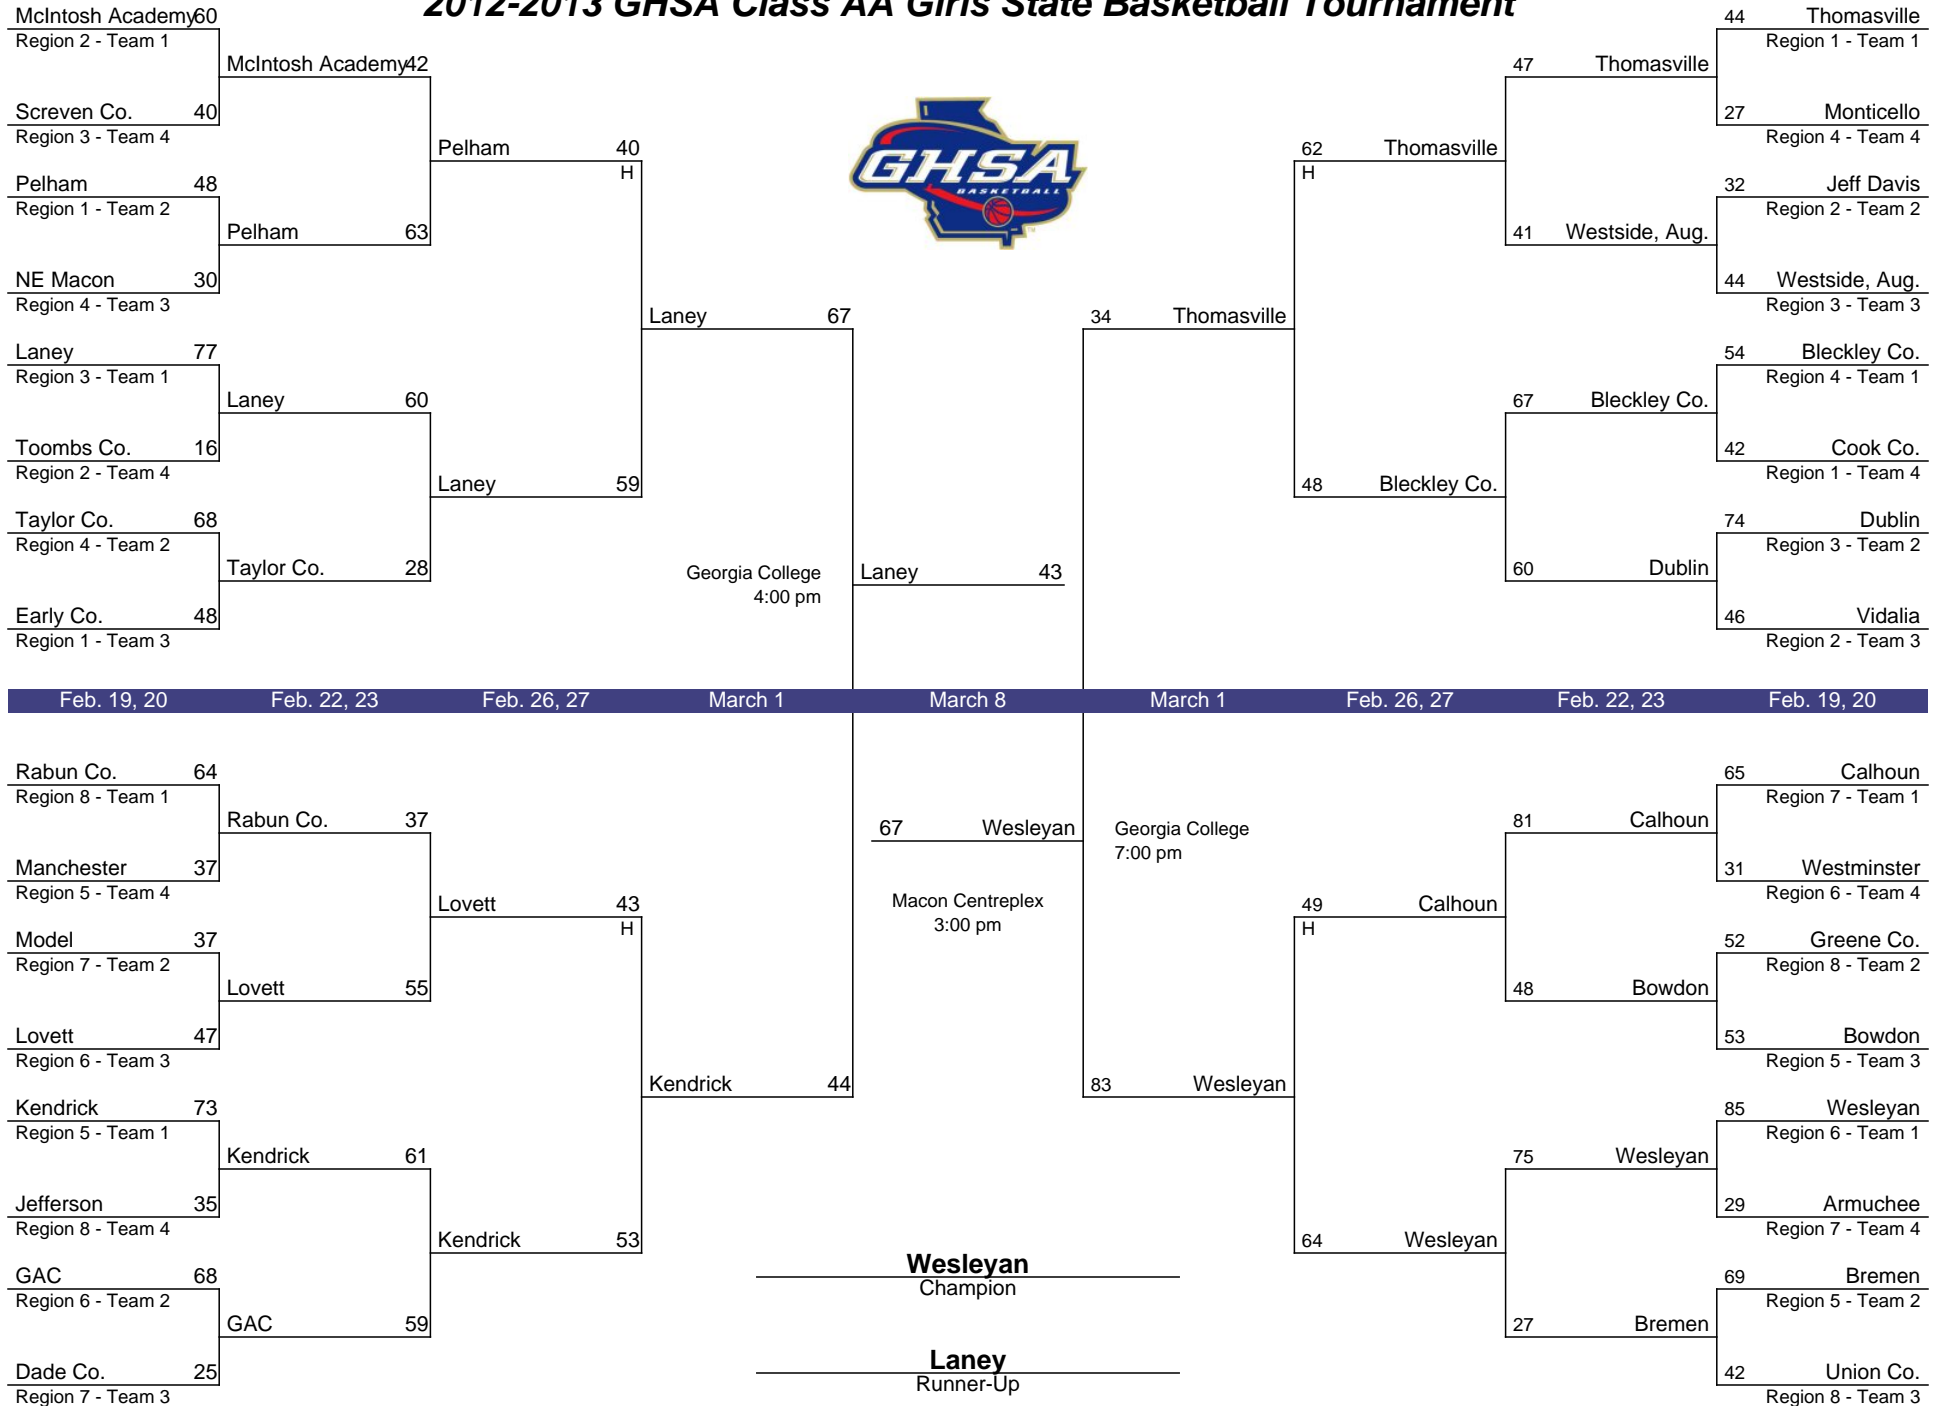 2012-2013 GHSA Class AA Girls State Basketball Tournament
McIntosh Academy 60
Region 2 - Team 1
McIntosh Academy 42
Screven Co. 40
Region 3 - Team 4
Pelham 40
H
Pelham 48
Region 1 - Team 2
Pelham 63
NE Macon 30
Region 4 - Team 3
Laney 67
Laney 77
Region 3 - Team 1
Laney 60
Toombs Co. 16
Region 2 - Team 4
Laney 59
Taylor Co. 68
Region 4 - Team 2
Taylor Co. 28
Early Co. 48
Region 1 - Team 3
Georgia College
4:00 pm
Laney 43
GHSA
BASKETBALL
TM
44 Thomasville
Region 1 - Team 1
47 Thomasville
27 Monticello
Region 4 - Team 4
62 Thomasville
H
32 Jeff Davis
Region 2 - Team 2
41 Westside, Aug.
44 Westside, Aug.
Region 3 - Team 3
34 Thomasville
54 Bleckley Co.
Region 4 - Team 1
67 Bleckley Co.
42 Cook Co.
Region 1 - Team 4
48 Bleckley Co.
74 Dublin
Region 3 - Team 2
60 Dublin
46 Vidalia
Region 2 - Team 3
Feb. 19, 20 Feb. 22, 23 Feb. 26, 27 March 1 March 8 March 1 Feb. 26, 27 Feb. 22, 23 Feb. 19, 20
Rabun Co. 64
Region 8 - Team 1
Rabun Co. 37
Manchester 37
Region 5 - Team 4
Lovett 43
H
Model 37
Region 7 - Team 2
Lovett 55
Lovett 47
Region 6 - Team 3
Kendrick 44
Kendrick 73
Region 5 - Team 1
Kendrick 61
Jefferson 35
Region 8 - Team 4
Kendrick 53
GAC 68
Region 6 - Team 2
GAC 59
Dade Co. 25
Region 7 - Team 3
67 Wesleyan
Georgia College
7:00 pm
Macon Centreplex
3:00 pm
65 Calhoun
Region 7 - Team 1
81 Calhoun
31 Westminster
Region 6 - Team 4
49 Calhoun
H
52 Greene Co.
Region 8 - Team 2
48 Bowdon
53 Bowdon
Region 5 - Team 3
83 Wesleyan
85 Wesleyan
Region 6 - Team 1
75 Wesleyan
29 Armuchee
Region 7 - Team 4
64 Wesleyan
69 Bremen
Region 5 - Team 2
27 Bremen
42 Union Co.
Region 8 - Team 3
Wesleyan
Champion
Laney
Runner-Up